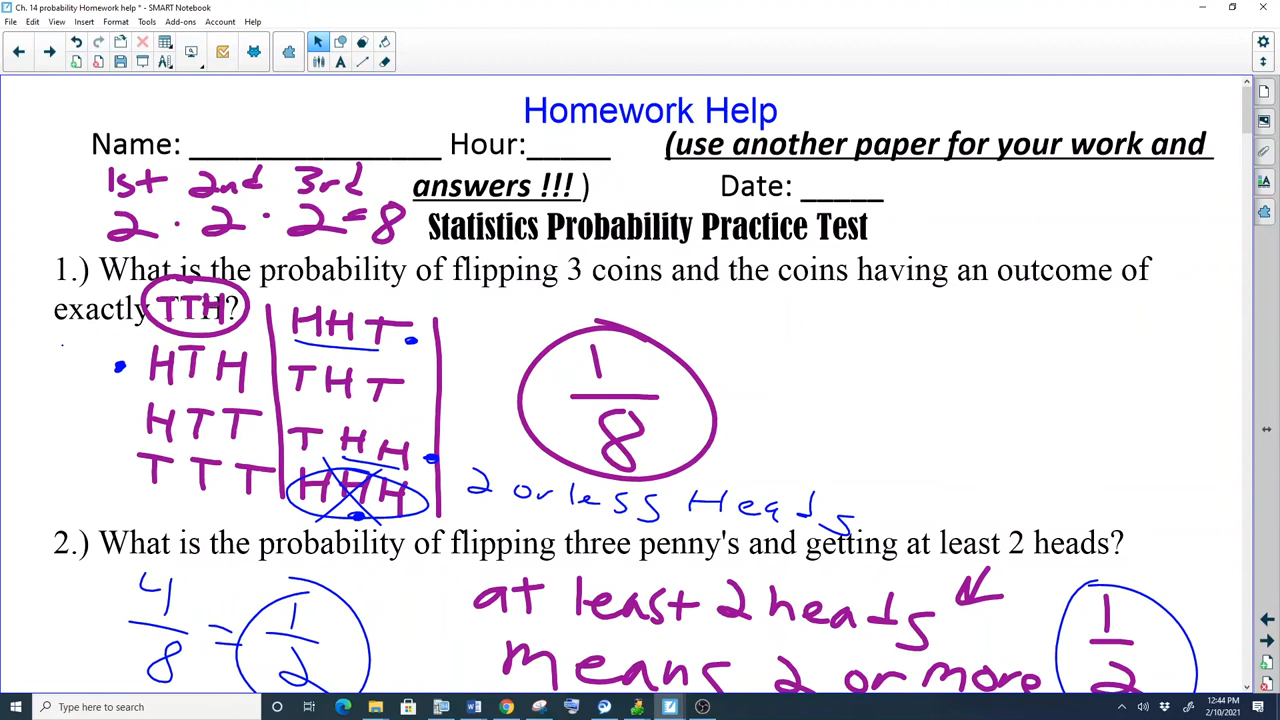 Ch. 14 probability Homework help * - SMART Notebook
File Edit View Insert Format Tools Add-ons Account Help
Homework Help
Name: ________________ Hour:_____ (use another paper for your work and
answers !!! ) Date: _____
1st 2nd 3rd
2 · 2 · 2 = 8
Statistics Probability Practice Test
1.) What is the probability of flipping 3 coins and the coins having an outcome of
exactly TTH?
TTH
HTH
HTT
TTT
HHT
THT
THH
HHH
1/8
2 or less Heads
2.) What is the probability of flipping three penny's and getting at least 2 heads?
4/8 = 1/2
at least 2 heads
means 2 or more
1/2
Type here to search
12:44 PM
2/10/2021